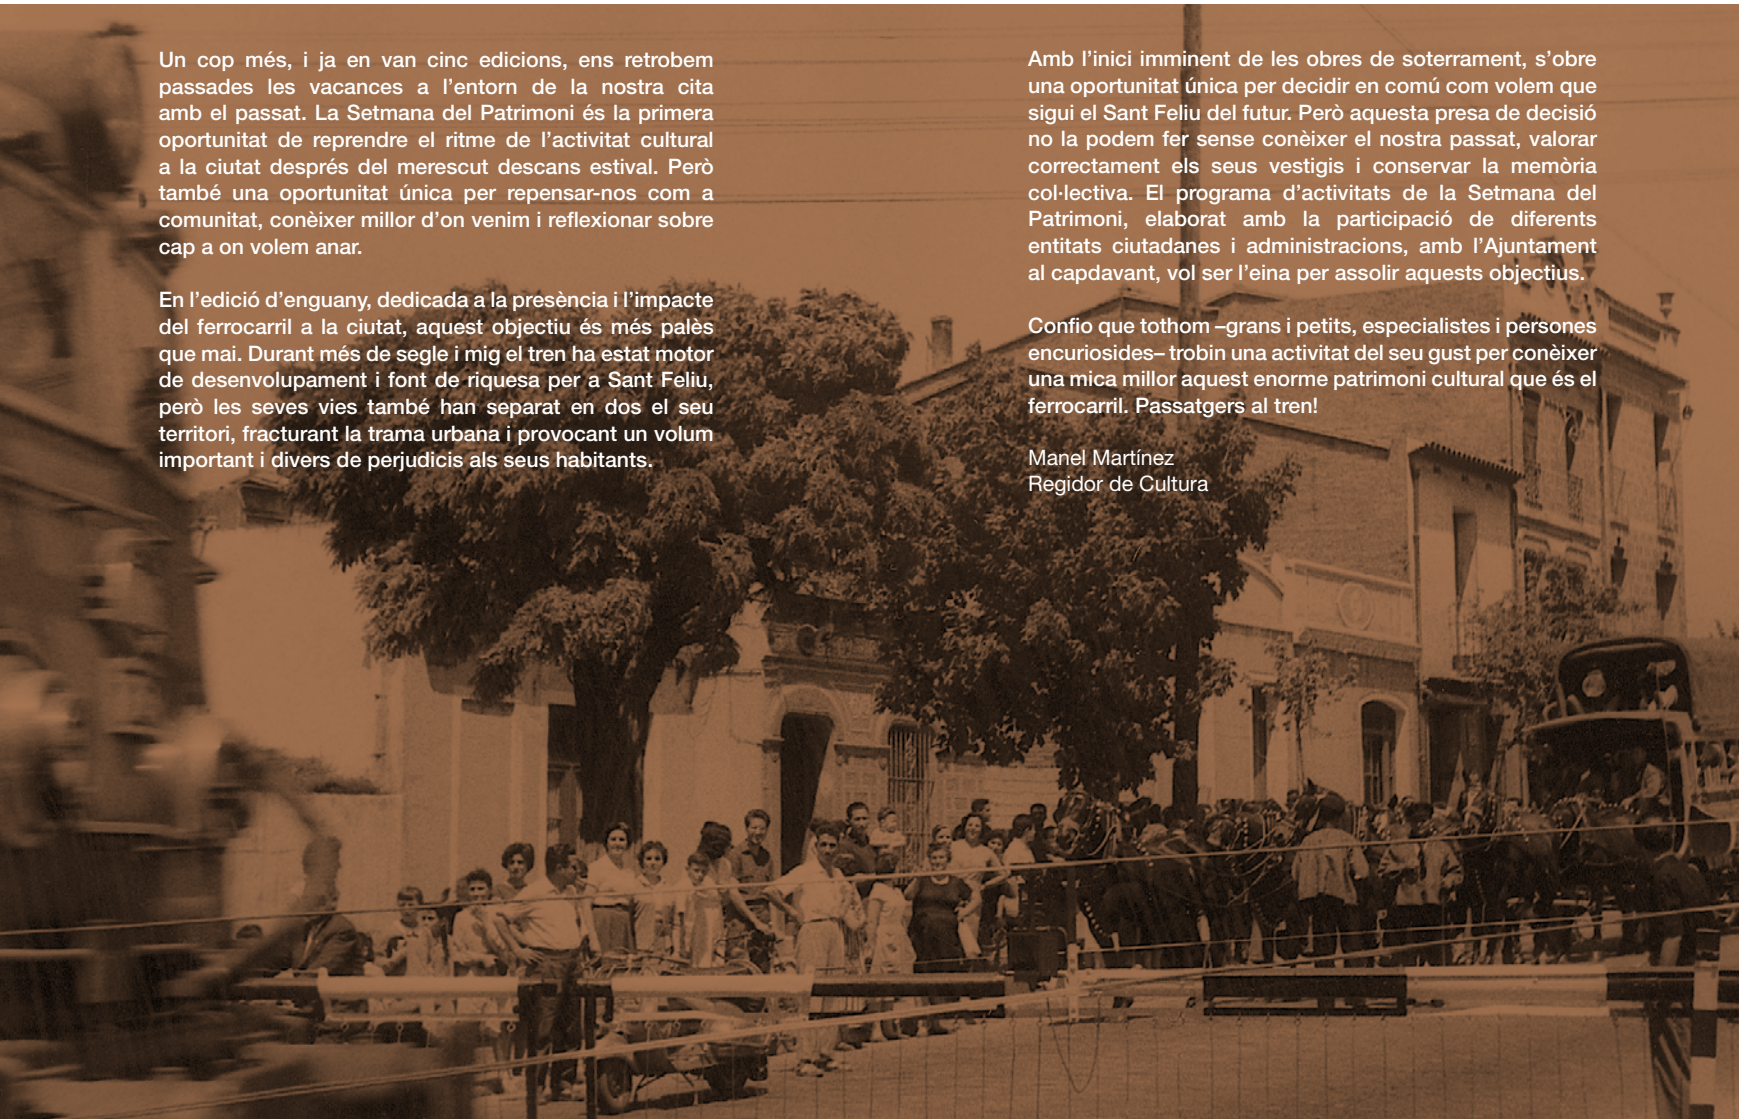 Un cop més, i ja en van cinc edicions, ens retrobem
passades les vacances a l’entorn de la nostra cita
amb el passat. La Setmana del Patrimoni és la primera
oportunitat de reprendre el ritme de l’activitat cultural
a la ciutat després del merescut descans estival. Però
també una oportunitat única per repensar-nos com a
comunitat, conèixer millor d’on venim i reflexionar sobre
cap a on volem anar.
En l’edició d’enguany, dedicada a la presència i l’impacte
del ferrocarril a la ciutat, aquest objectiu és més palès
que mai. Durant més de segle i mig el tren ha estat motor
de desenvolupament i font de riquesa per a Sant Feliu,
però les seves vies també han separat en dos el seu
territori, fracturant la trama urbana i provocant un volum
important i divers de perjudicis als seus habitants.
Amb l’inici imminent de les obres de soterrament, s’obre
una oportunitat única per decidir en comú com volem que
sigui el Sant Feliu del futur. Però aquesta presa de decisió
no la podem fer sense conèixer el nostra passat, valorar
correctament els seus vestigis i conservar la memòria
col·lectiva. El programa d’activitats de la Setmana del
Patrimoni, elaborat amb la participació de diferents
entitats ciutadanes i administracions, amb l’Ajuntament
al capdavant, vol ser l’eina per assolir aquests objectius.
Confio que tothom –grans i petits, especialistes i persones
encuriosides– trobin una activitat del seu gust per conèixer
una mica millor aquest enorme patrimoni cultural que és el
ferrocarril. Passatgers al tren!
Manel Martínez
Regidor de Cultura